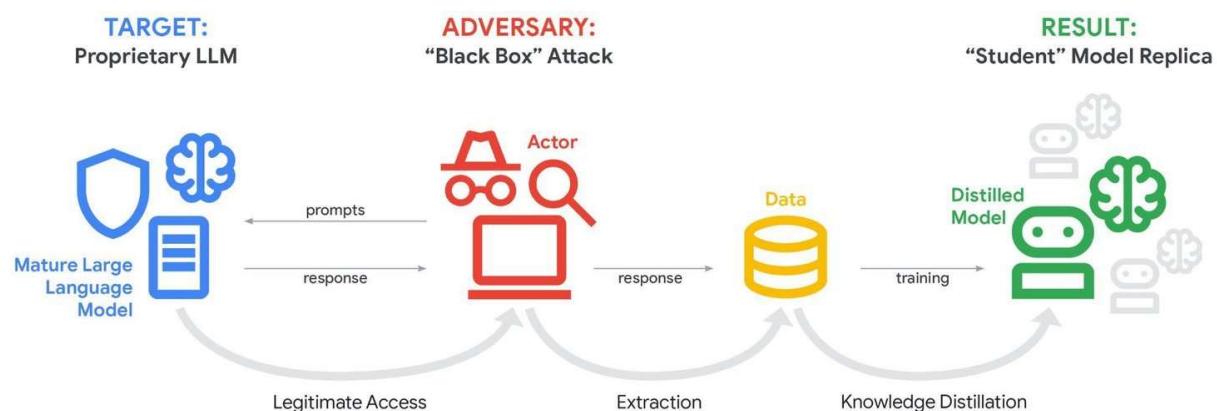 TARGET:
Proprietary LLM
ADVERSARY:
“Black Box” Attack
RESULT:
“Student” Model Replica
Actor
Data
Distilled
Model
prompts
Mature Large
Language
Model
response
response
training
Legitimate Access
Extraction
Knowledge Distillation